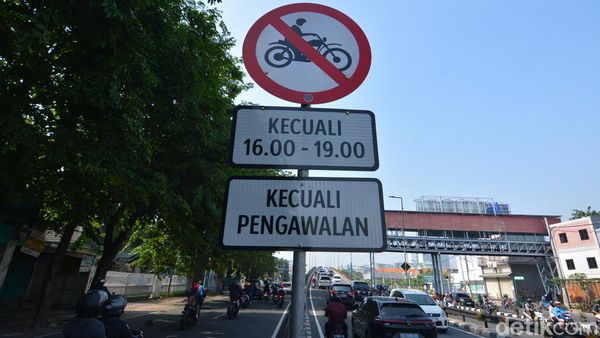 KECUALI
16.00 - 19.00
KECUALI
PENGAWALAN
detikcom